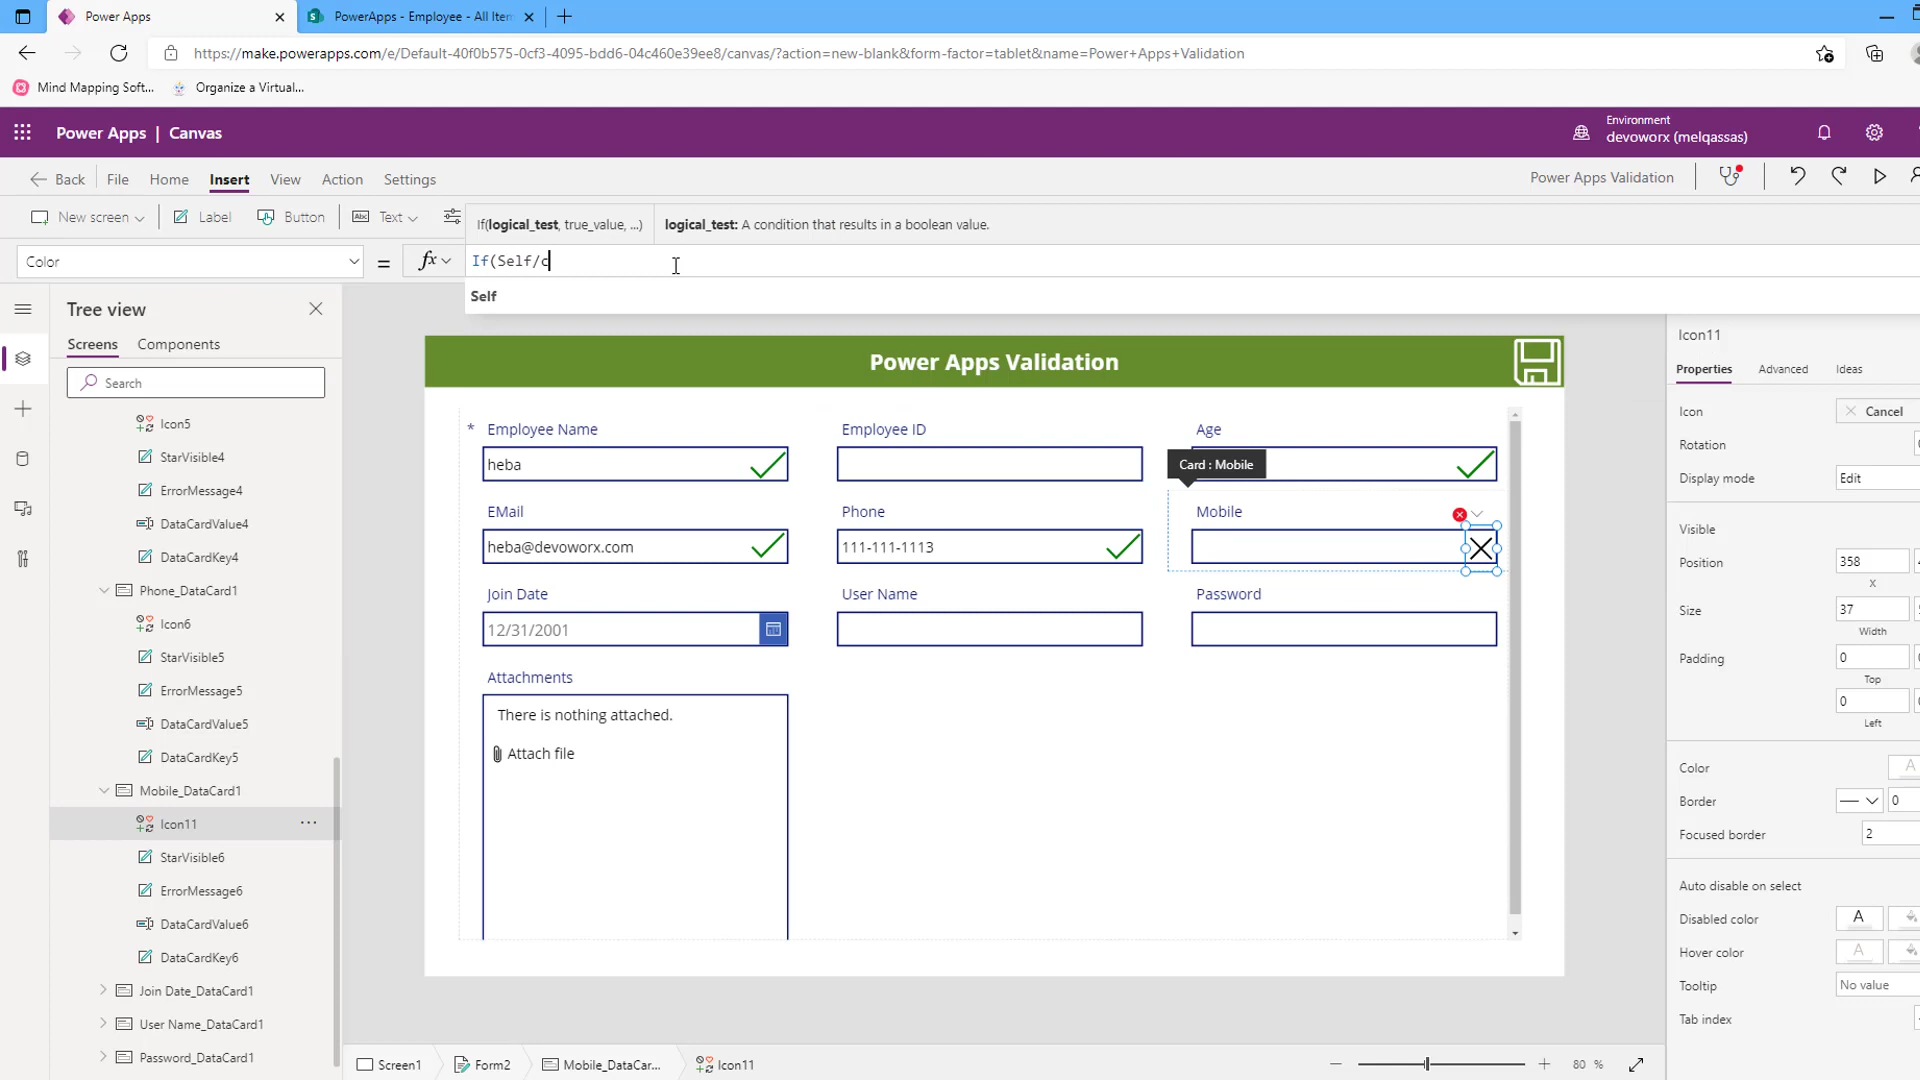 Power Apps
PowerApps - Employee - All Item
https://make.powerapps.com/e/Default-40f0b575-0cf3-4095-bdd6-04c460e39ee8/canvas/?action=new-blank&form-factor=tablet&name=Power+Apps+Validation
Mind Mapping Soft...
Organize a Virtual...
Power Apps | Canvas
Environment
devoworx (melqassas)
Back
File
Home
Insert
View
Action
Settings
Power Apps Validation
New screen
Label
Button
Text
If(logical_test, true_value, ...)
logical_test: A condition that results in a boolean value.
Color
=
fx
If(Self/c
Self
Tree view
Screens
Components
Search
Icon5
StarVisible4
ErrorMessage4
DataCardValue4
DataCardKey4
Phone_DataCard1
Icon6
StarVisible5
ErrorMessage5
DataCardValue5
DataCardKey5
Mobile_DataCard1
Icon11
StarVisible6
ErrorMessage6
DataCardValue6
DataCardKey6
Join Date_DataCard1
User Name_DataCard1
Password_DataCard1
Power Apps Validation
* Employee Name
Employee ID
Age
heba
Card : Mobile
EMail
Phone
Mobile
heba@devoworx.com
111-111-1113
Join Date
User Name
Password
12/31/2001
Attachments
There is nothing attached.
Attach file
Screen1
Form2
Mobile_DataCar...
Icon11
80 %
Icon11
Properties
Advanced
Ideas
Icon
Cancel
Rotation
Display mode
Edit
Visible
Position
358
X
Size
37
Width
Padding
0
Top
0
Left
Color
Border
0
Focused border
2
Auto disable on select
Disabled color
Hover color
Tooltip
No value
Tab index